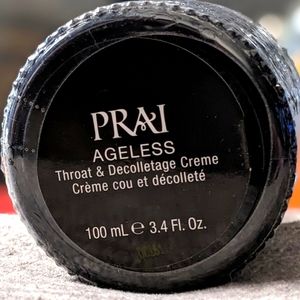 PRAI
AGELESS
Throat & Decolletage Creme
Crème cou et décolleté
100 mL ℮ 3.4 Fl. Oz.